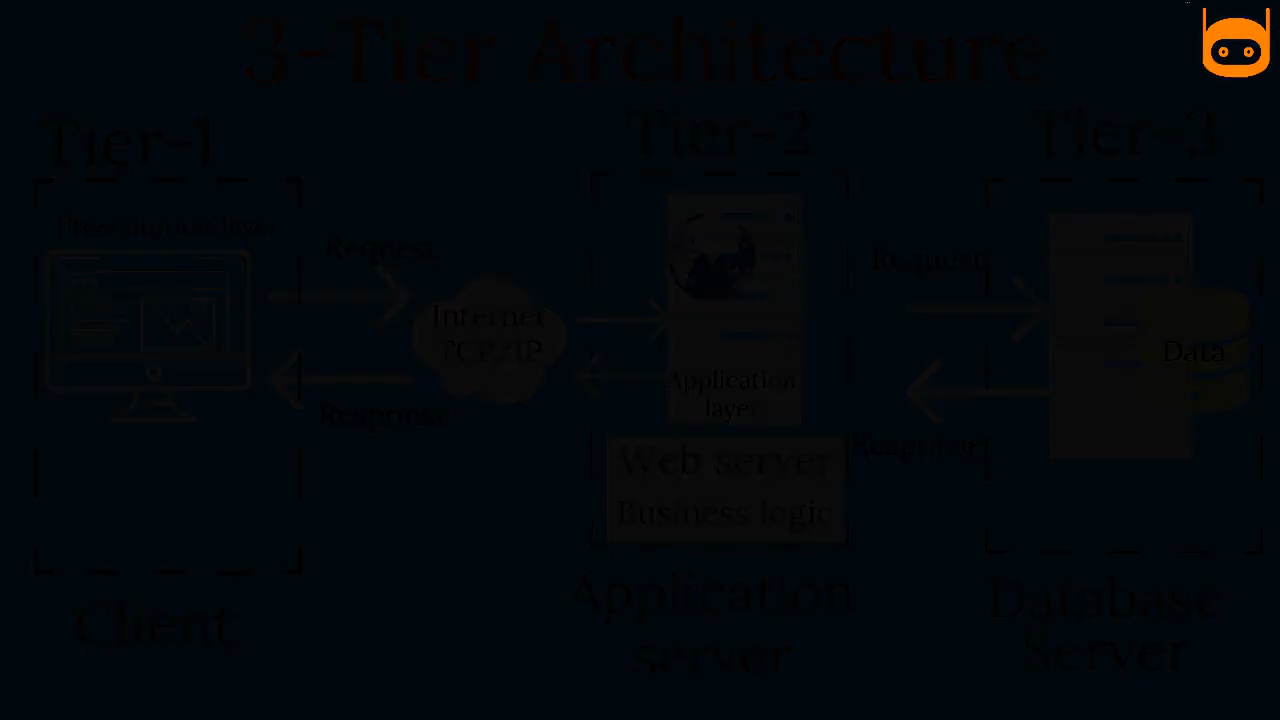 3-Tier Architecture
Tier-1
Tier-2
Tier-3
Presentation layer
Request
Request
Internet
TCP/IP
Data
Application
layer
Response
Response
Web server
Business logic
Client
Application
server
Database
Server